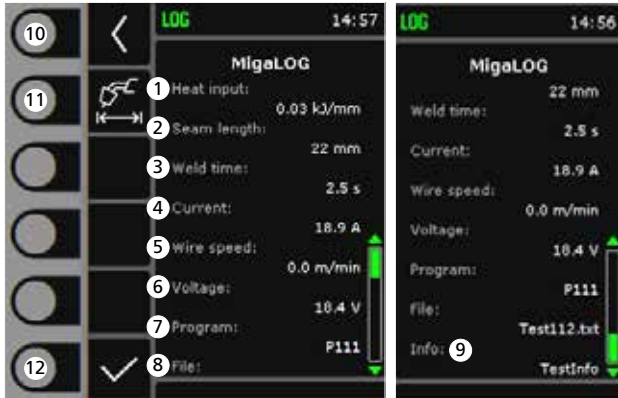 LOG 14:57
MigaLOG
10
11
12
1 Heat input:
0.03 kJ/mm
2 Seam length:
22 mm
3 Weld time:
2.5 s
4 Current:
18.9 A
5 Wire speed:
0.0 m/min
6 Voltage:
18.4 V
7 Program:
P111
8 File:
LOG 14:56
MigaLOG
22 mm
Weld time:
2.5 s
Current:
18.9 A
Wire speed:
0.0 m/min
Voltage:
18.4 V
Program:
P111
File:
Test112.txt
Info: 9
TestInfo